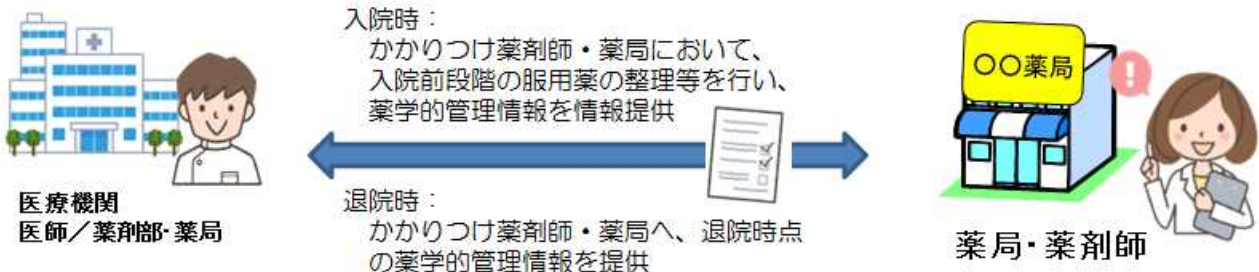 入院時：
かかりつけ薬剤師・薬局において、
入院前段階の服用薬の整理等を行い、
薬学的管理情報を情報提供
〇〇薬局
医療機関
医師／薬剤部・薬局
退院時：
かかりつけ薬剤師・薬局へ、退院時点
の薬学的管理情報を提供
薬局・薬剤師